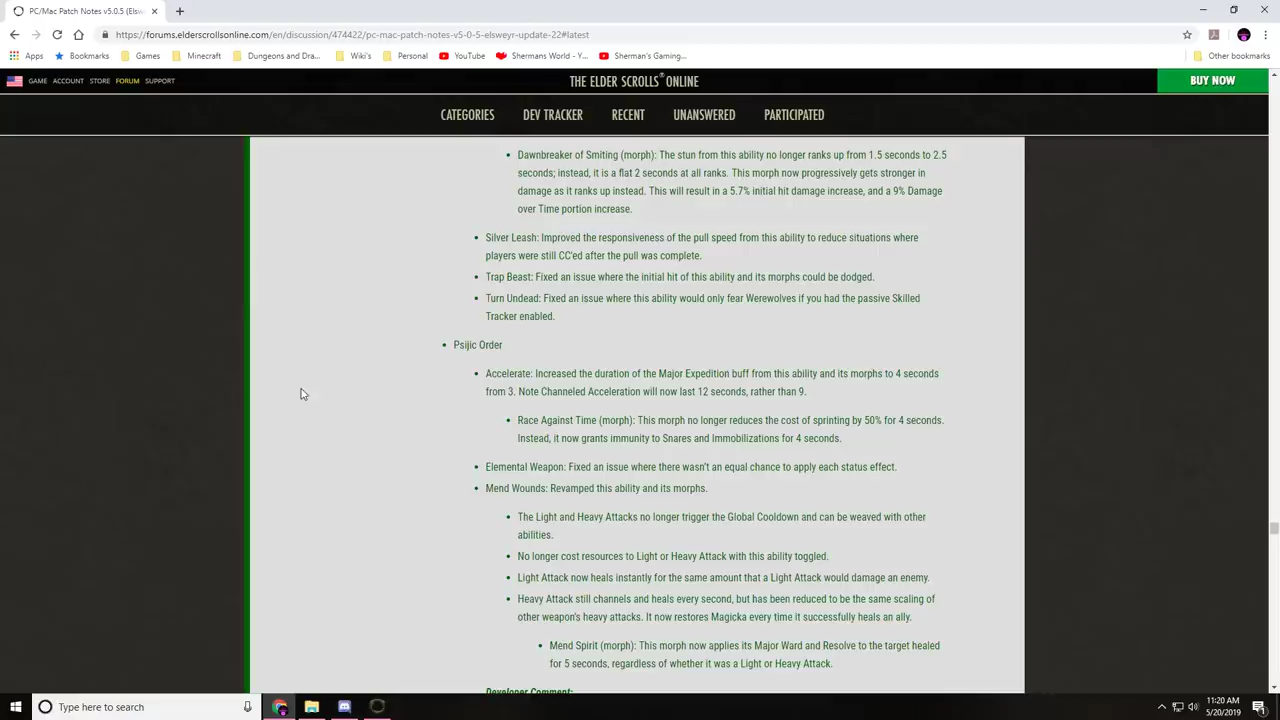 PC/Mac Patch Notes v5.0.5 (Elsw
https://forums.elderscrollsonline.com/en/discussion/474422/pc-mac-patch-notes-v5-0-5-elsweyr-update-22#latest
Apps Bookmarks Games Minecraft Dungeons and Dra... Wiki's Personal YouTube Shermans World - Y... Sherman's Gaming... Other bookmarks
GAME ACCOUNT STORE FORUM SUPPORT THE ELDER SCROLLS® ONLINE BUY NOW
CATEGORIES DEV TRACKER RECENT UNANSWERED PARTICIPATED
Dawnbreaker of Smiting (morph): The stun from this ability no longer ranks up from 1.5 seconds to 2.5
seconds; instead, it is a flat 2 seconds at all ranks. This morph now progressively gets stronger in
damage as it ranks up instead. This will result in a 5.7% initial hit damage increase, and a 9% Damage
over Time portion increase.
Silver Leash: Improved the responsiveness of the pull speed from this ability to reduce situations where
players were still CC'ed after the pull was complete.
Trap Beast: Fixed an issue where the initial hit of this ability and its morphs could be dodged.
Turn Undead: Fixed an issue where this ability would only fear Werewolves if you had the passive Skilled
Tracker enabled.
Psijic Order
Accelerate: Increased the duration of the Major Expedition buff from this ability and its morphs to 4 seconds
from 3. Note Channeled Acceleration will now last 12 seconds, rather than 9.
Race Against Time (morph): This morph no longer reduces the cost of sprinting by 50% for 4 seconds.
Instead, it now grants immunity to Snares and Immobilizations for 4 seconds.
Elemental Weapon: Fixed an issue where there wasn't an equal chance to apply each status effect.
Mend Wounds: Revamped this ability and its morphs.
The Light and Heavy Attacks no longer trigger the Global Cooldown and can be weaved with other
abilities.
No longer cost resources to Light or Heavy Attack with this ability toggled.
Light Attack now heals instantly for the same amount that a Light Attack would damage an enemy.
Heavy Attack still channels and heals every second, but has been reduced to be the same scaling of
other weapon's heavy attacks. It now restores Magicka every time it successfully heals an ally.
Mend Spirit (morph): This morph now applies its Major Ward and Resolve to the target healed
for 5 seconds, regardless of whether it was a Light or Heavy Attack.
Developer Comment:
Type here to search
11:20 AM
5/20/2019